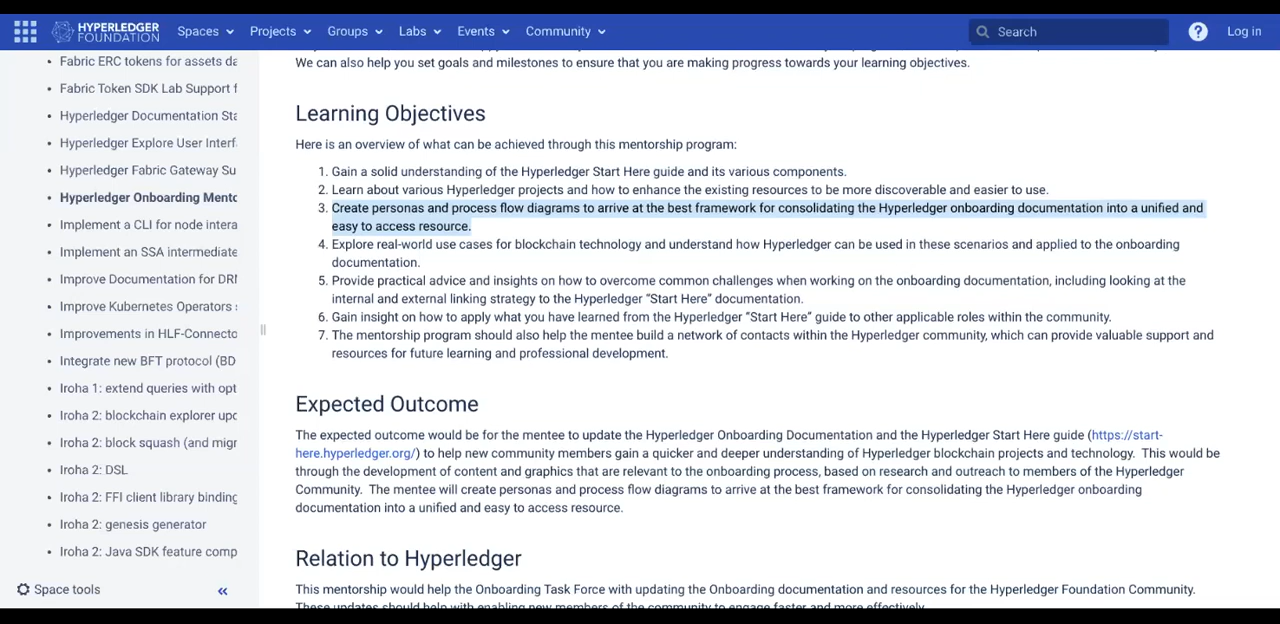 HYPERLEDGER
FOUNDATION
Spaces
Projects
Groups
Labs
Events
Community
Search
?
Log in
Fabric ERC tokens for assets da
Fabric Token SDK Lab Support f
Hyperledger Documentation Sta
Hyperledger Explore User Interf
Hyperledger Fabric Gateway Su
Hyperledger Onboarding Mento
Implement a CLI for node intera
Implement an SSA intermediate
Improve Documentation for DRM
Improve Kubernetes Operators s
Improvements in HLF-Connecto
Integrate new BFT protocol (BD
Iroha 1: extend queries with opt
Iroha 2: blockchain explorer upd
Iroha 2: block squash (and migr
Iroha 2: DSL
Iroha 2: FFI client library binding
Iroha 2: genesis generator
Iroha 2: Java SDK feature comp
Space tools
«
We can also help you set goals and milestones to ensure that you are making progress towards your learning objectives.
Learning Objectives
Here is an overview of what can be achieved through this mentorship program:
1. Gain a solid understanding of the Hyperledger Start Here guide and its various components.
2. Learn about various Hyperledger projects and how to enhance the existing resources to be more discoverable and easier to use.
3. Create personas and process flow diagrams to arrive at the best framework for consolidating the Hyperledger onboarding documentation into a unified and
easy to access resource.
4. Explore real-world use cases for blockchain technology and understand how Hyperledger can be used in these scenarios and applied to the onboarding
documentation.
5. Provide practical advice and insights on how to overcome common challenges when working on the onboarding documentation, including looking at the
internal and external linking strategy to the Hyperledger “Start Here” documentation.
6. Gain insight on how to apply what you have learned from the Hyperledger “Start Here” guide to other applicable roles within the community.
7. The mentorship program should also help the mentee build a network of contacts within the Hyperledger community, which can provide valuable support and
resources for future learning and professional development.
Expected Outcome
The expected outcome would be for the mentee to update the Hyperledger Onboarding Documentation and the Hyperledger Start Here guide (https://start-
here.hyperledger.org/) to help new community members gain a quicker and deeper understanding of Hyperledger blockchain projects and technology. This would be
through the development of content and graphics that are relevant to the onboarding process, based on research and outreach to members of the Hyperledger
Community. The mentee will create personas and process flow diagrams to arrive at the best framework for consolidating the Hyperledger onboarding
documentation into a unified and easy to access resource.
Relation to Hyperledger
This mentorship would help the Onboarding Task Force with updating the Onboarding documentation and resources for the Hyperledger Foundation Community.
These updates should help with enabling new members of the community to engage faster and more effectively.